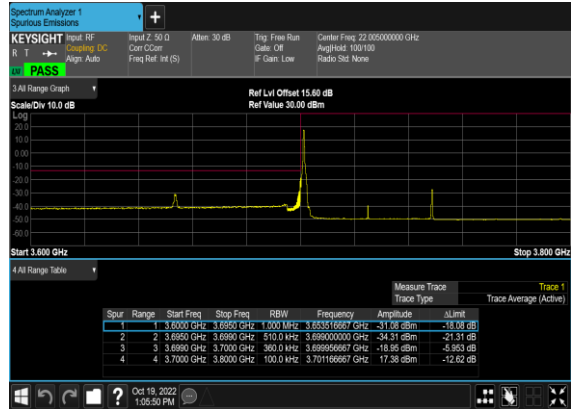 Spectrum Analyzer 1
Spurious Emissions
+
KEYSIGHT Input: RF Input Z: 50 Ω Atten: 30 dB Trig: Free Run Center Freq: 22.005000000 GHz
R T Coupling: DC Corr CCorr Gate: Off Avg|Hold: 100/100
Align: Auto Freq Ref: Int (S) IF Gain: Low Radio Std: None
PASS
3 All Range Graph
Ref Lvl Offset 15.60 dB
Scale/Div 10.0 dB Ref Value 30.00 dBm
Log
20.0
10.0
0.00
-10.0
-20.0
-30.0
-40.0
-50.0
-60.0
Start 3.600 GHz Stop 3.800 GHz
4 All Range Table
Measure Trace Trace 1
Trace Type Trace Average (Active)
Spur Range Start Freq Stop Freq RBW Frequency Amplitude ΔLimit
1 1 3.6000 GHz 3.6950 GHz 1.000 MHz 3.653516667 GHz -31.08 dBm -18.08 dB
2 2 3.6950 GHz 3.6990 GHz 510.0 kHz 3.699000000 GHz -34.31 dBm -21.31 dB
3 3 3.6990 GHz 3.7000 GHz 360.0 kHz 3.699956667 GHz -18.95 dBm -5.953 dB
4 4 3.7000 GHz 3.8000 GHz 100.0 kHz 3.701166667 GHz 17.38 dBm -12.62 dB
?
Oct 19, 2022
1:05:50 PM